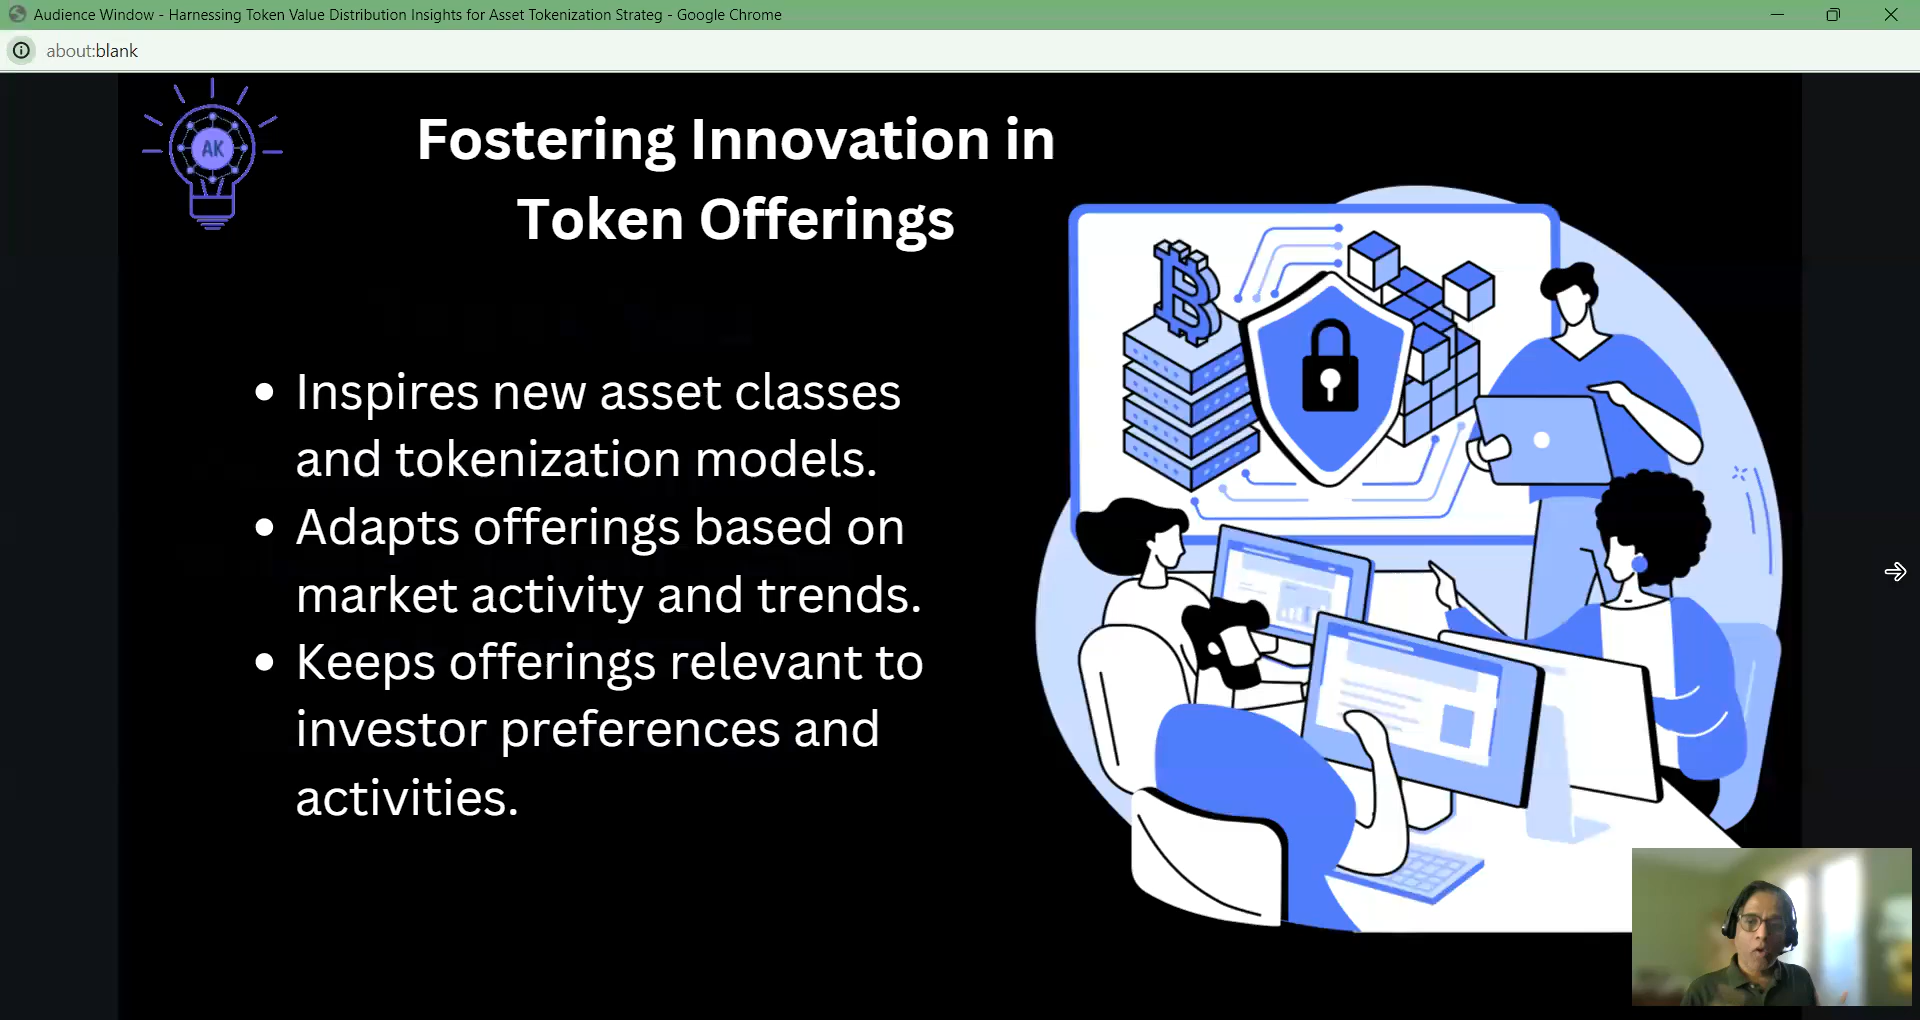 Audience Window - Harnessing Token Value Distribution Insights for Asset Tokenization Strateg - Google Chrome
about:blank
AK
Fostering Innovation in
Token Offerings
• Inspires new asset classes
and tokenization models.
• Adapts offerings based on
market activity and trends.
• Keeps offerings relevant to
investor preferences and
activities.